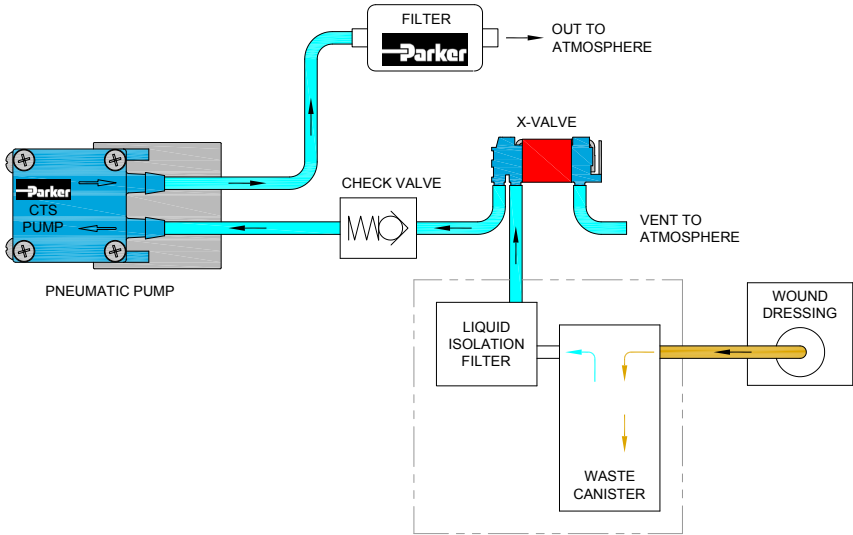 FILTER
Parker
OUT TO
ATMOSPHERE
X-VALVE
CHECK VALVE
Parker
CTS
PUMP
VENT TO
ATMOSPHERE
PNEUMATIC PUMP
LIQUID
ISOLATION
FILTER
WOUND
DRESSING
WASTE
CANISTER